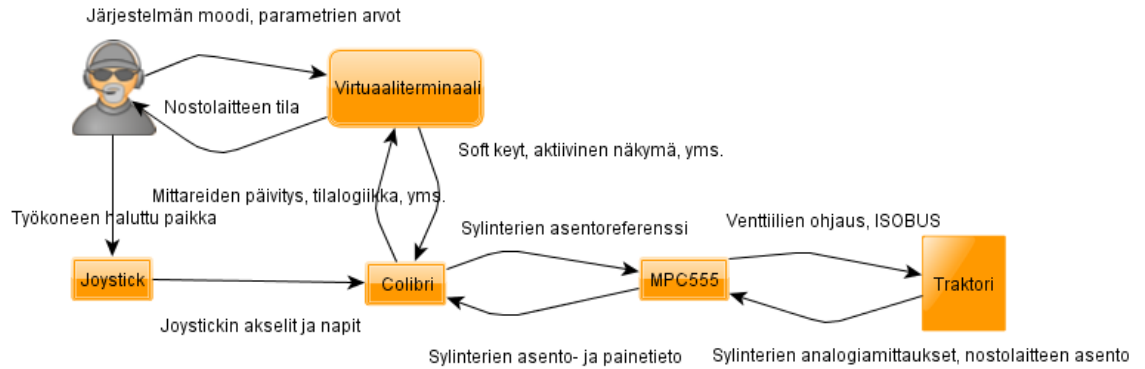 Järjestelmän moodi, parametrien arvot
Virtuaaliterminaali
Nostolaitteen tila
Soft keyt, aktiivinen näkymä, yms.
Mittareiden päivitys, tilalogiikka, yms.
Työkoneen haluttu paikka
Sylinterien asentoreferenssi
Venttiilien ohjaus, ISOBUS
Joystick
Colibri
MPC555
Traktori
Joystickin akselit ja napit
Sylinterien asento- ja painetieto
Sylinterien analogiamittaukset, nostolaitteen asento